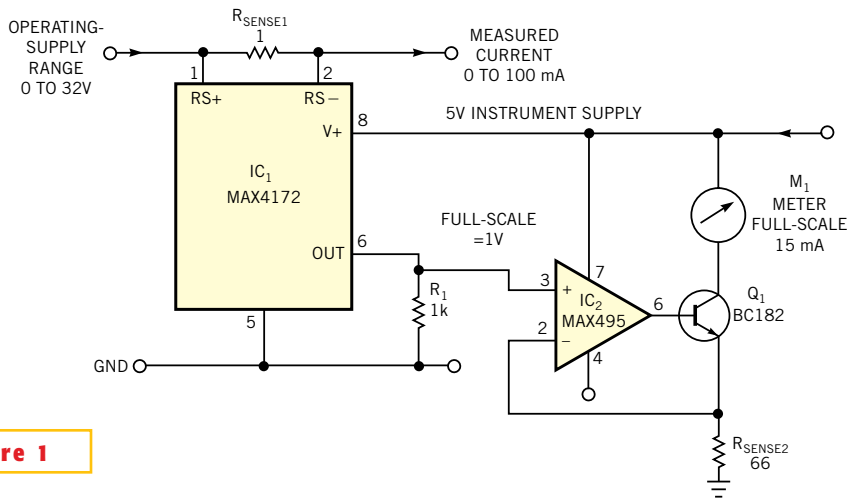 OPERATING-
SUPPLY
RANGE
0 TO 32V
RSENSE1
1
MEASURED
CURRENT
0 TO 100 mA
1
2
RS+
RS–
V+
8
5V INSTRUMENT SUPPLY
IC1
MAX4172
M1
METER
FULL-SCALE
15 mA
FULL-SCALE
=1V
OUT
6
R1
1k
3
+
7
IC2
MAX495
6
Q1
BC182
2
–
4
5
GND
RSENSE2
66
re 1